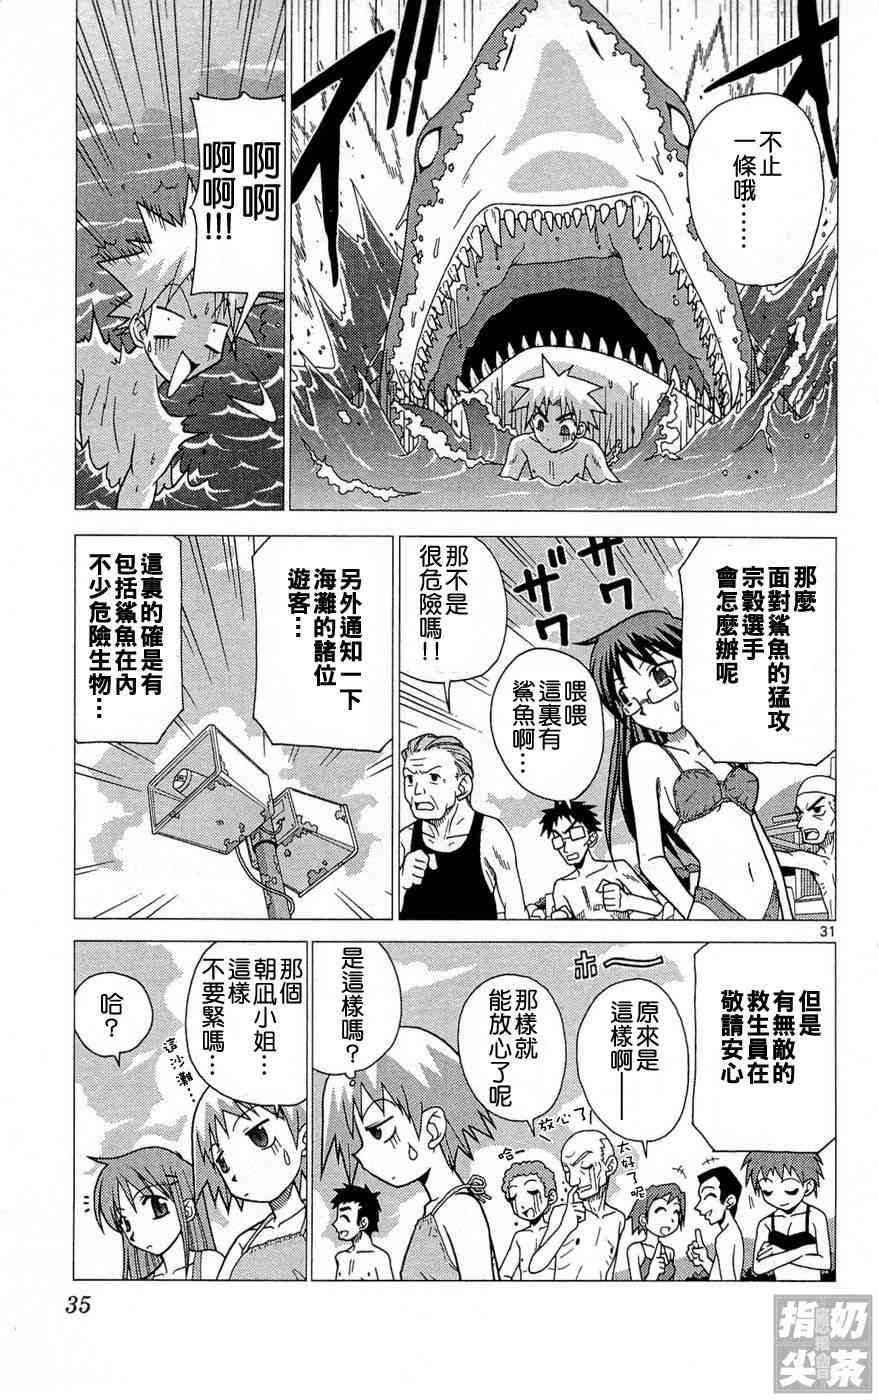 不止
一條哦……
啊啊
啊啊!!!
那麼
面對鯊魚的猛攻
宗穀選手
會怎麼辦呢
ザワ
ザワ
喂喂
這裏有
鯊魚啊…
那不是
很危險嗎!!
另外通知一下
海灘的諸位
遊客…
這裏的確是有
包括鯊魚在內
不少危險生物…
31
但是
有無敵的
救生員在
敬請安心
ホー
原來是
這樣啊——
那樣就
能放心了呢
太好了呢
放心了
哈一
是這樣嗎?
那個
朝凪小姐…
這樣
不要緊嗎…
這沙灘…
哈?
35
指尖
奶茶